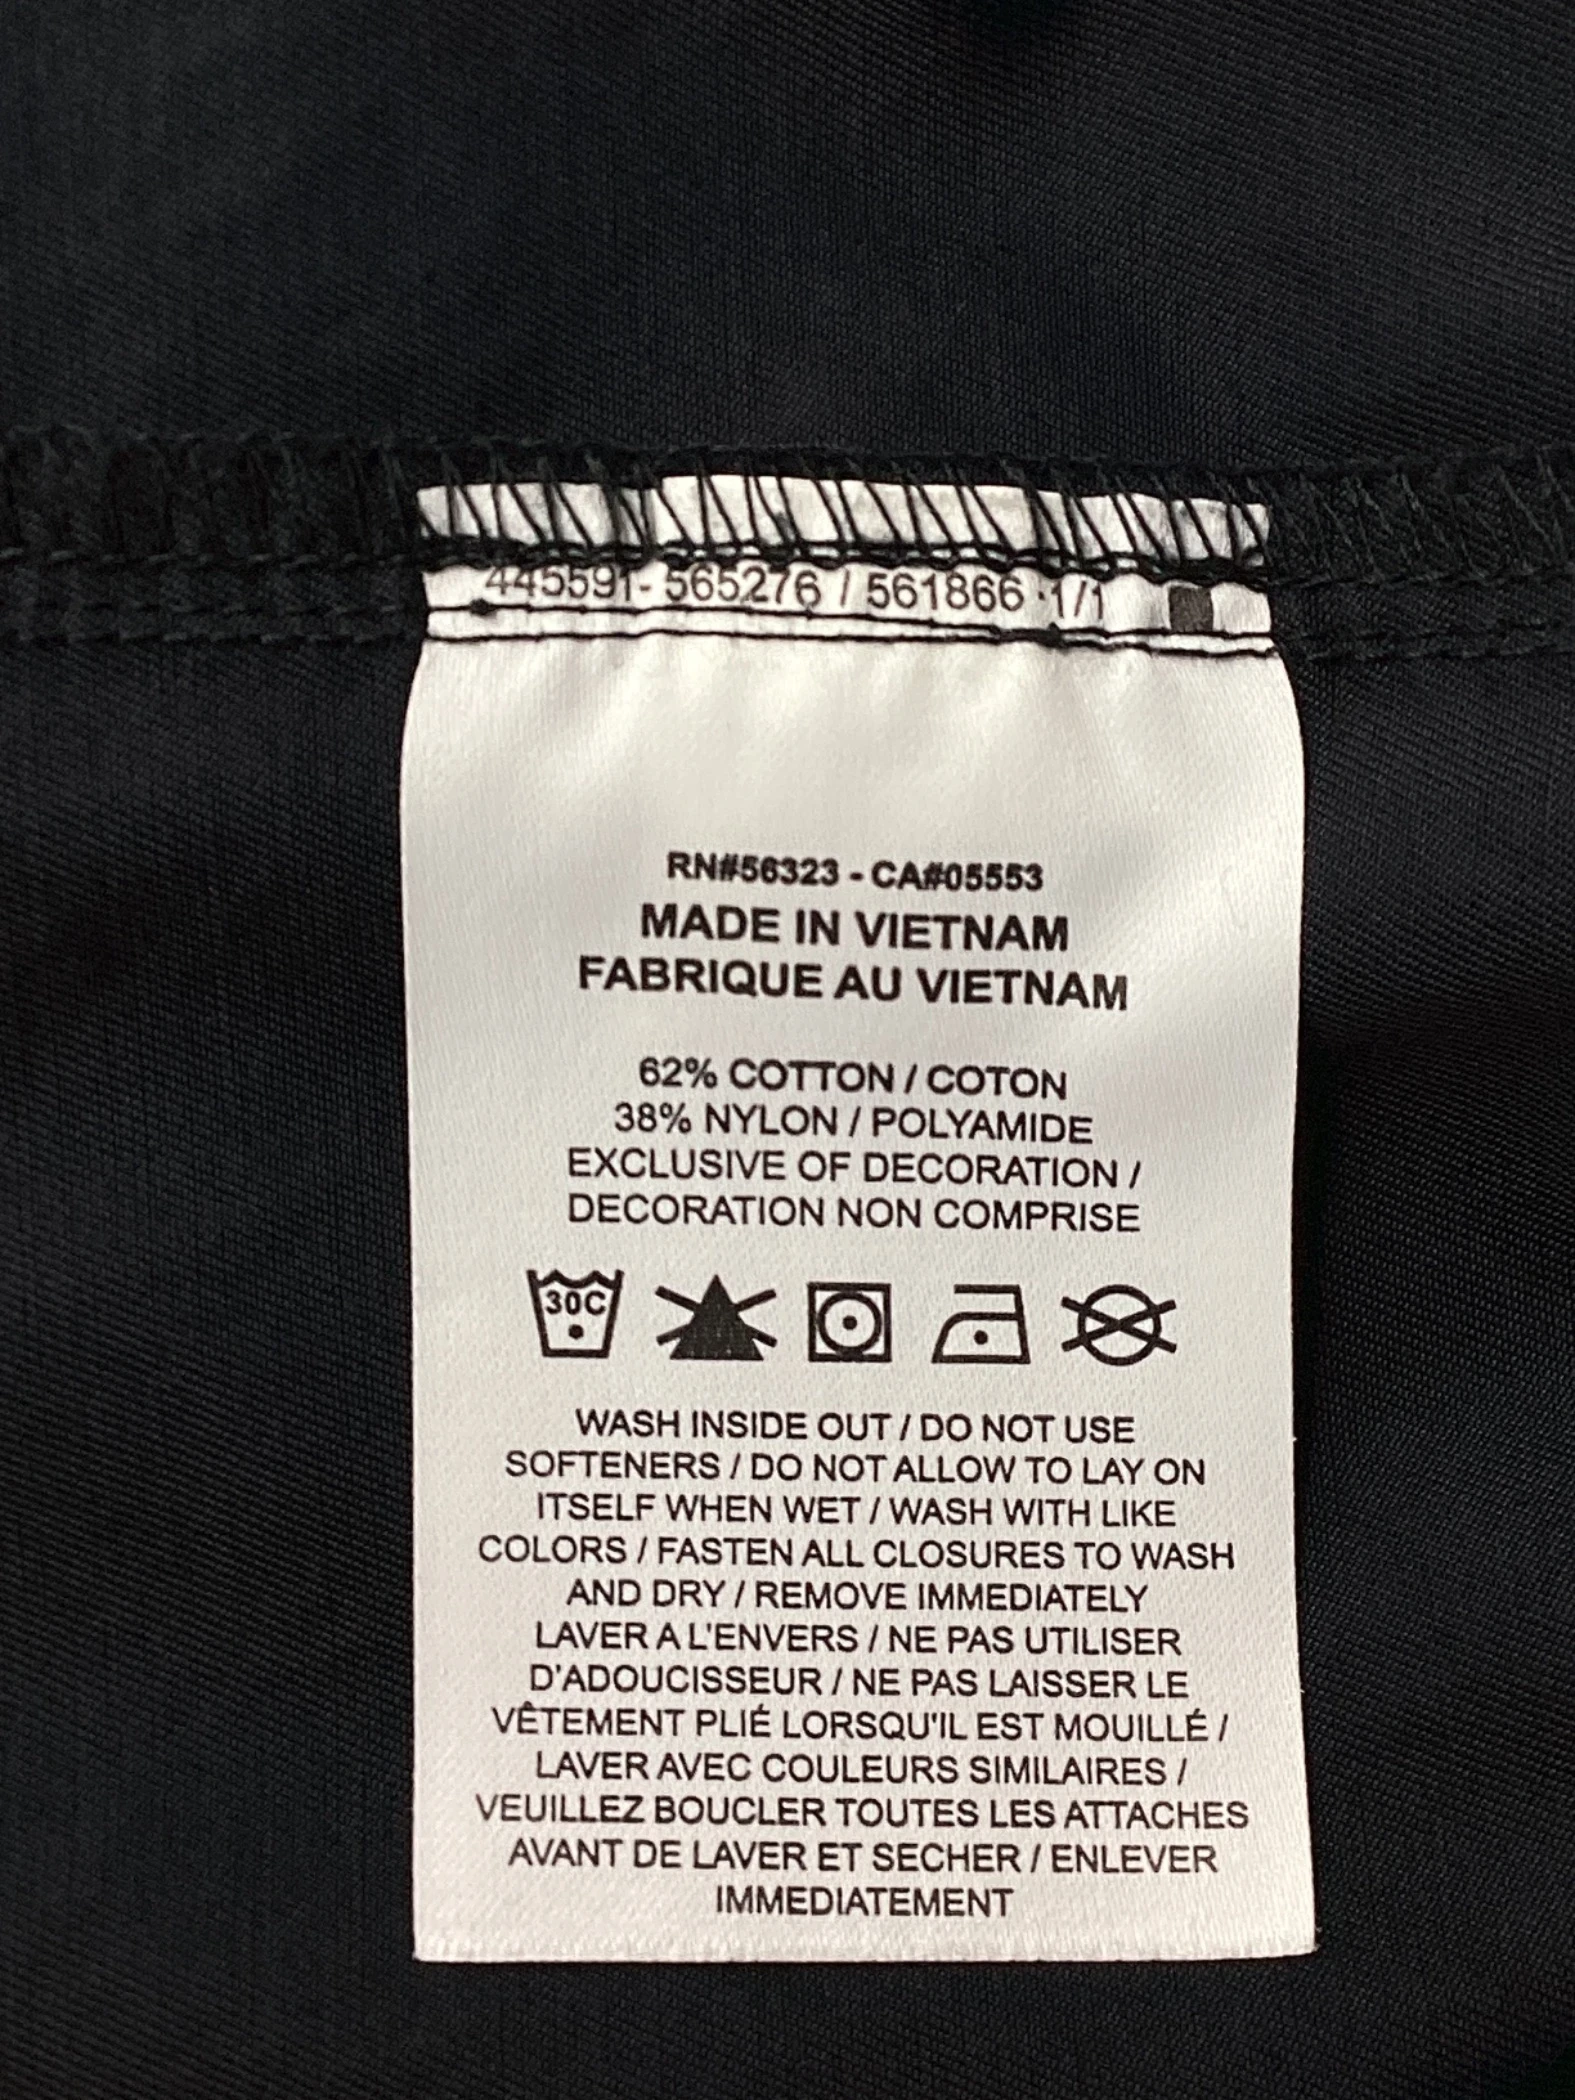 445591- 565276 / 561866 ·1/1
RN#56323 - CA#05553
MADE IN VIETNAM
FABRIQUE AU VIETNAM
62% COTTON / COTON
38% NYLON / POLYAMIDE
EXCLUSIVE OF DECORATION /
DECORATION NON COMPRISE
30C
WASH INSIDE OUT / DO NOT USE
SOFTENERS / DO NOT ALLOW TO LAY ON
ITSELF WHEN WET / WASH WITH LIKE
COLORS / FASTEN ALL CLOSURES TO WASH
AND DRY / REMOVE IMMEDIATELY
LAVER A L'ENVERS / NE PAS UTILISER
D'ADOUCISSEUR / NE PAS LAISSER LE
VÊTEMENT PLIÉ LORSQU'IL EST MOUILLÉ /
LAVER AVEC COULEURS SIMILAIRES /
VEUILLEZ BOUCLER TOUTES LES ATTACHES
AVANT DE LAVER ET SECHER / ENLEVER
IMMEDIATEMENT